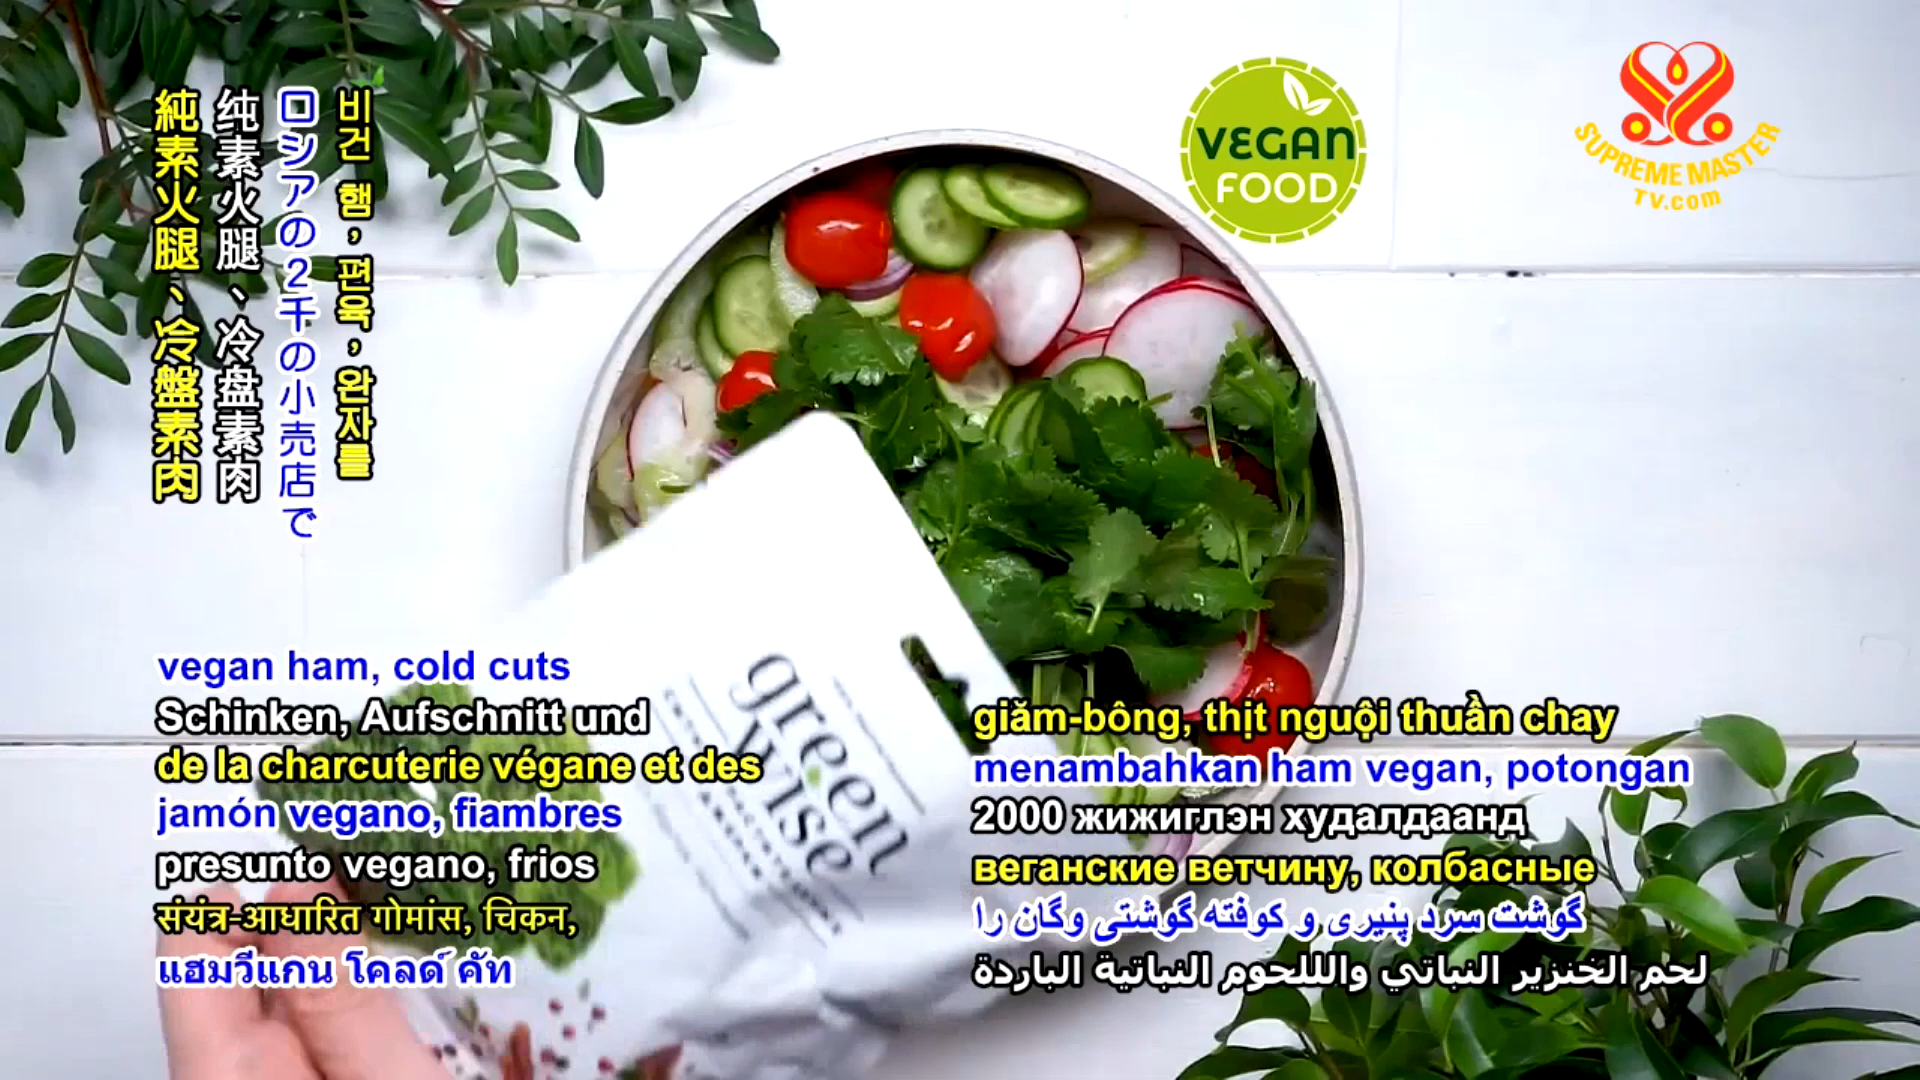 純素火腿、冷盤素肉
纯素火腿、冷盘素肉
ロシアの2千の小売店で
비건 햄, 편육, 완자를
VEGAN
FOOD
SUPREME MASTER
TV.com
green
wise
vegan ham, cold cuts
Schinken, Aufschnitt und
de la charcuterie végane et des
jamón vegano, fiambres
presunto vegano, frios
संयंत्र-आधारित गोमांस, चिकन,
แฮมวีแกน โคลด์ คัท
giăm-bông, thịt nguội thuần chay
menambahkan ham vegan, potongan
2000 жижиглэн худалдаанд
веганские ветчину, колбасные
گوشت سرد پنیری و کوفته گوشتی وگان را
لحم الخنزير النباتي والللحوم النباتية الباردة